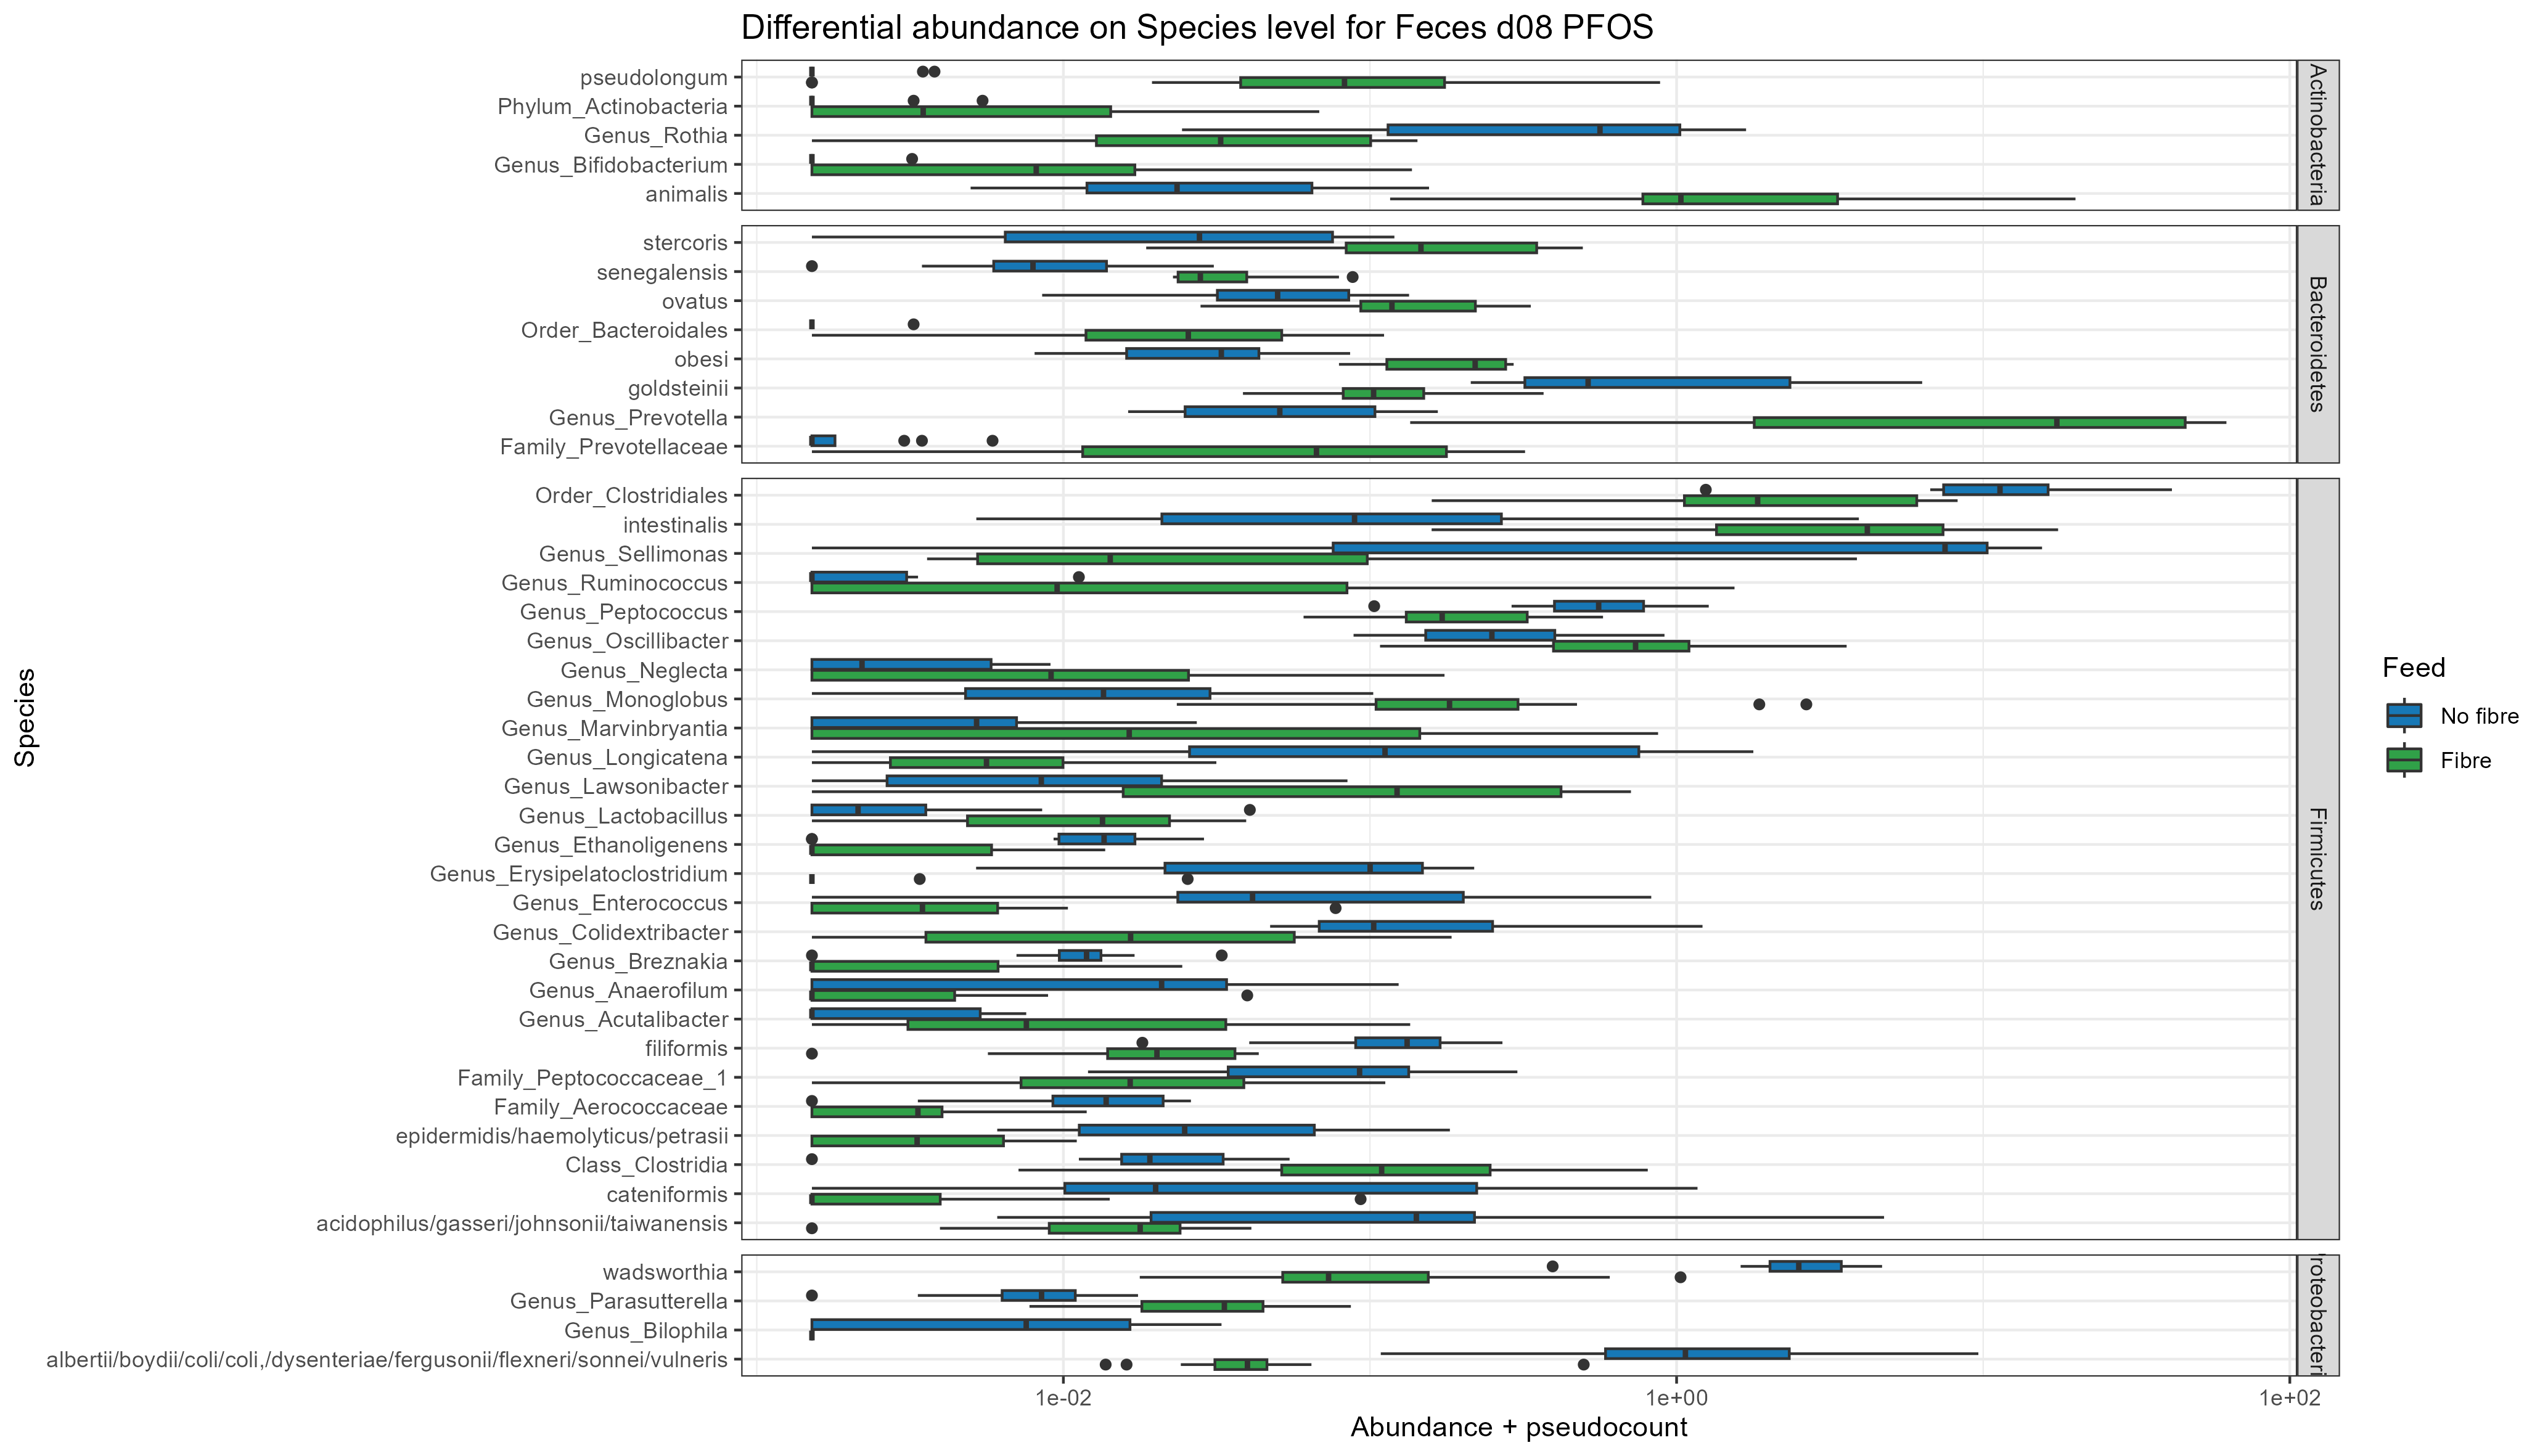 Differential abundance on Species level for Feces d08 PFOS
pseudolongum
Phylum_Actinobacteria
Genus_Rothia
Genus_Bifidobacterium
animalis
Actinobacteria
stercoris
senegalensis
ovatus
Order_Bacteroidales
obesi
goldsteinii
Genus_Prevotella
Family_Prevotellaceae
Bacteroidetes
Order_Clostridiales
intestinalis
Genus_Sellimonas
Genus_Ruminococcus
Genus_Peptococcus
Genus_Oscillibacter
Genus_Neglecta
Genus_Monoglobus
Genus_Marvinbryantia
Genus_Longicatena
Genus_Lawsonibacter
Genus_Lactobacillus
Genus_Ethanoligenens
Genus_Erysipelatoclostridium
Genus_Enterococcus
Genus_Colidextribacter
Genus_Breznakia
Genus_Anaerofilum
Genus_Acutalibacter
filiformis
Family_Peptococcaceae_1
Family_Aerococcaceae
epidermidis/haemolyticus/petrasii
Class_Clostridia
cateniformis
acidophilus/gasseri/johnsonii/taiwanensis
Firmicutes
wadsworthia
Genus_Parasutterella
Genus_Bilophila
albertii/boydii/coli/coli,/dysenteriae/fergusonii/flexneri/sonnei/vulneris
roteobacteri
1e-02
1e+00
1e+02
Abundance + pseudocount
Species
Feed
No fibre
Fibre